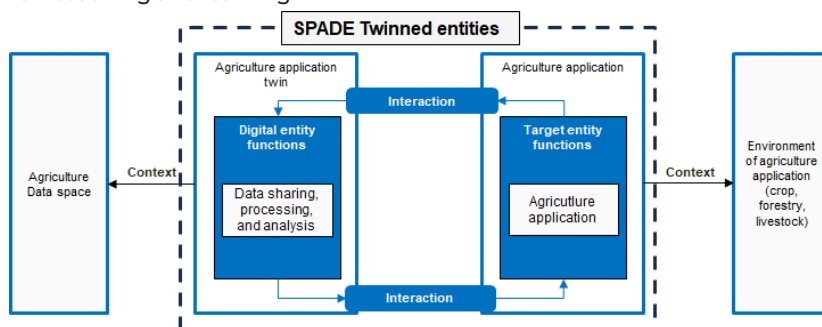 SPADE Twinned entities
Agriculture application
twin
Agriculture application
Interaction
Digital entity
functions
Target entity
functions
Agriculture
Data space
Context
Data sharing,
processing,
and analysis
Agricutlure
application
Context
Environment
of agriculture
application
(crop,
forestry,
livestock)
Interaction